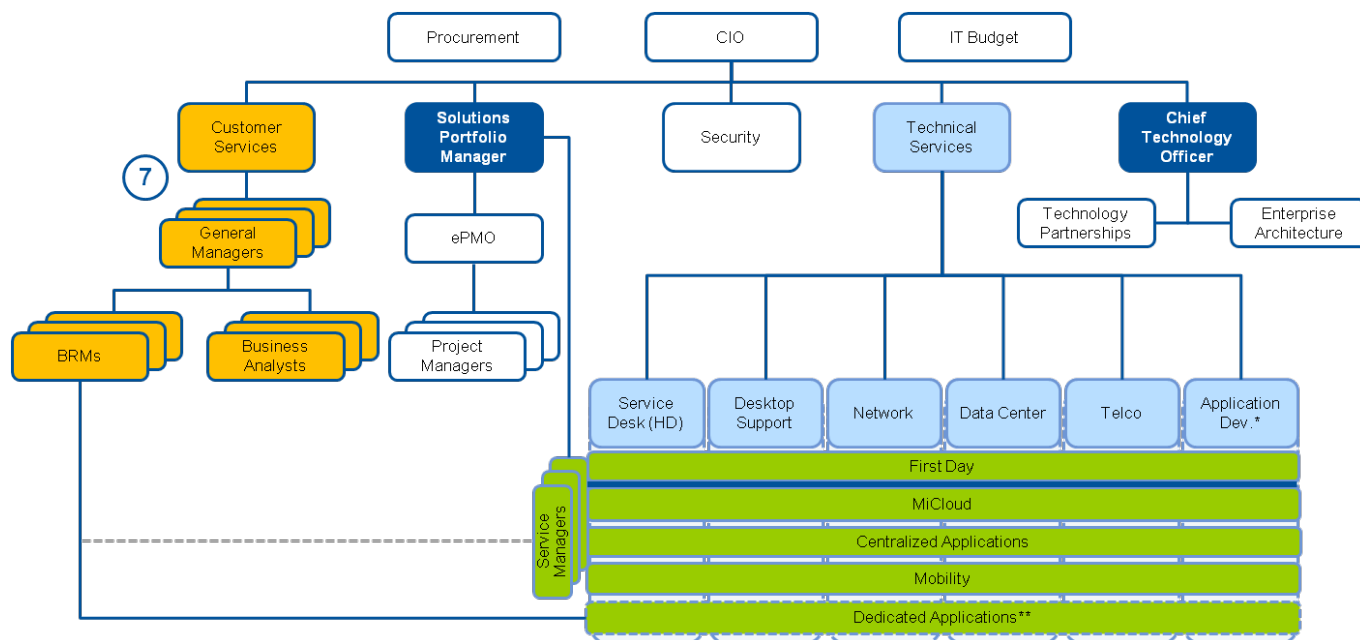 Procurement
CIO
IT Budget
Customer
Services
Solutions
Portfolio
Manager
Security
Technical
Services
Chief
Technology
Officer
7
General
Managers
ePMO
Technology
Partnerships
Enterprise
Architecture
BRMs
Business
Analysts
Project
Managers
Service
Desk (HD)
Desktop
Support
Network
Data Center
Telco
Application
Dev.*
Service
Managers
First Day
MiCloud
Centralized Applications
Mobility
Dedicated Applications**